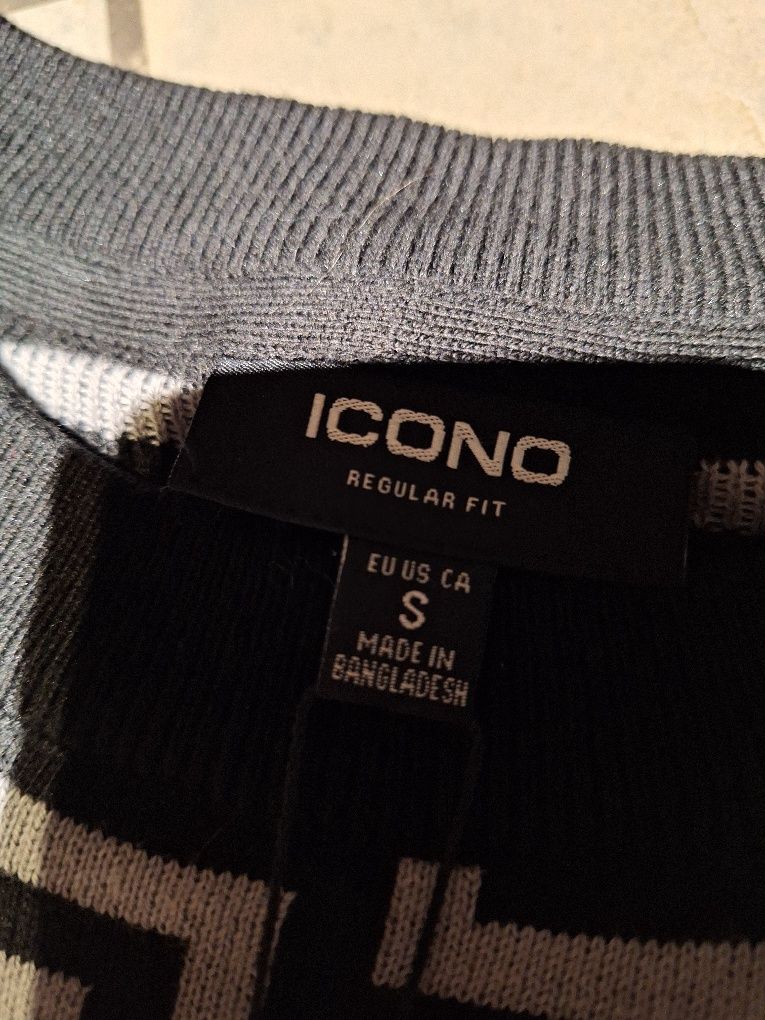 ICONO
REGULAR FIT
EU US CA
S
MADE IN
BANGLADESH